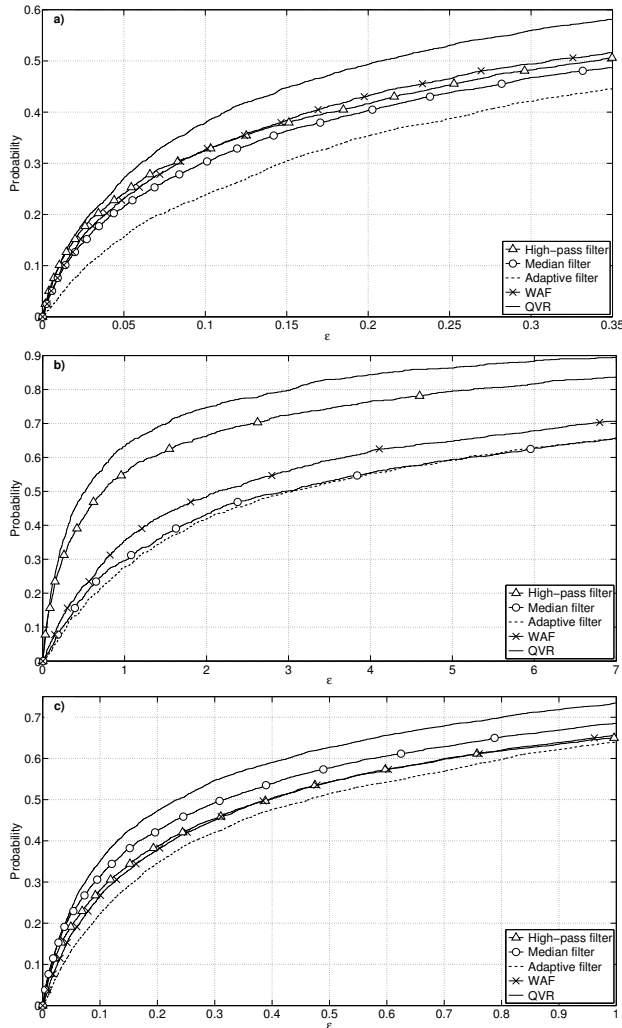 0.6
a)
0.5
0.4
0.3
0.2
0.1
0
Probability
High-pass filter
Median filter
Adaptive filter
WAF
QVR
0.05 0.1 0.15 0.2 0.25 0.3 0.35
ε
0.9
b)
0.8
0.7
0.6
0.5
0.4
0.3
0.2
0.1
0
Probability
High-pass filter
Median filter
Adaptive filter
WAF
QVR
0 1 2 3 4 5 6 7
ε
c)
0.7
0.6
0.5
0.4
0.3
0.2
0.1
0
Probability
High-pass filter
Median filter
Adaptive filter
WAF
QVR
0 0.1 0.2 0.3 0.4 0.5 0.6 0.7 0.8 0.9 1
ε